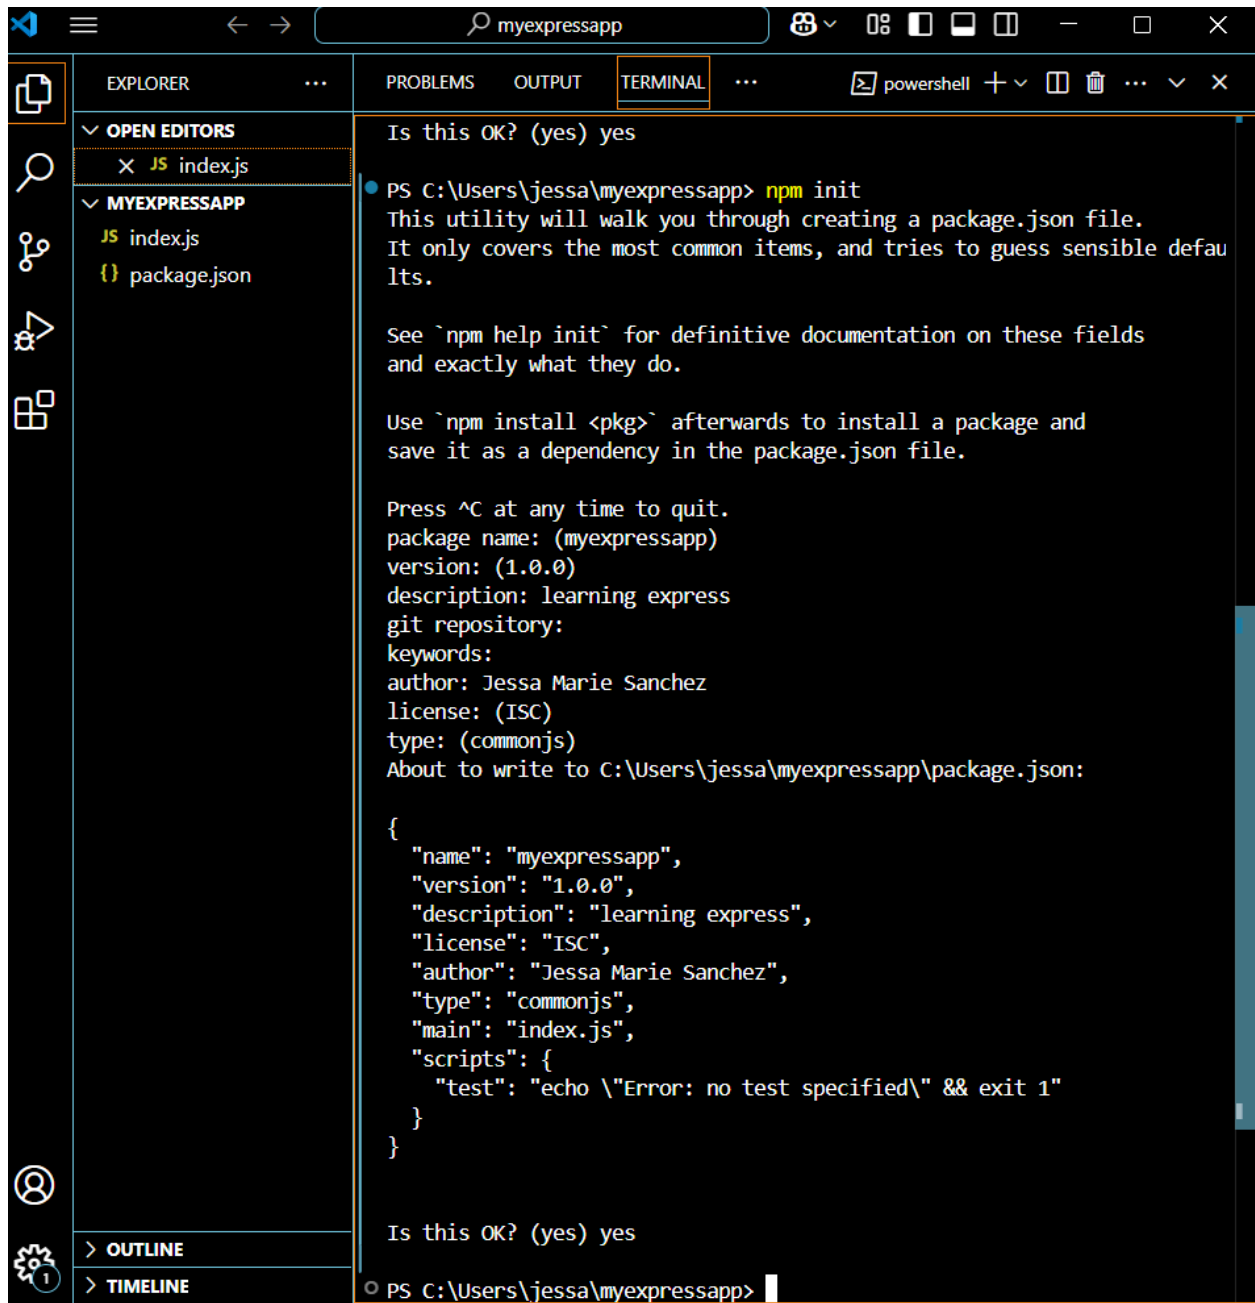 myexpressapp
EXPLORER ...
OPEN EDITORS
JS index.js
MYEXPRESSAPP
JS index.js
{} package.json
OUTLINE
TIMELINE
1
PROBLEMS OUTPUT TERMINAL ... powershell ...
Is this OK? (yes) yes
PS C:\Users\jessa\myexpressapp> npm init
This utility will walk you through creating a package.json file.
It only covers the most common items, and tries to guess sensible defau
lts.
See `npm help init` for definitive documentation on these fields
and exactly what they do.
Use `npm install <pkg>` afterwards to install a package and
save it as a dependency in the package.json file.
Press ^C at any time to quit.
package name: (myexpressapp)
version: (1.0.0)
description: learning express
git repository:
keywords:
author: Jessa Marie Sanchez
license: (ISC)
type: (commonjs)
About to write to C:\Users\jessa\myexpressapp\package.json:
{
  "name": "myexpressapp",
  "version": "1.0.0",
  "description": "learning express",
  "license": "ISC",
  "author": "Jessa Marie Sanchez",
  "type": "commonjs",
  "main": "index.js",
  "scripts": {
    "test": "echo \"Error: no test specified\" && exit 1"
  }
}
Is this OK? (yes) yes
PS C:\Users\jessa\myexpressapp>